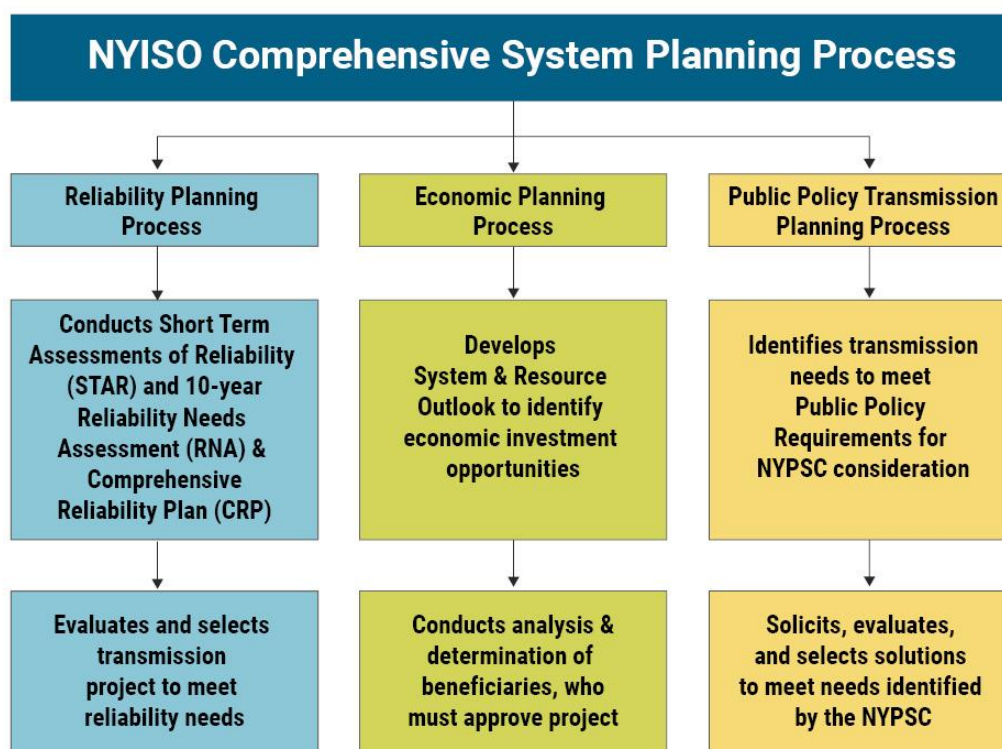 NYISO Comprehensive System Planning Process
Reliability Planning
Process
Economic Planning
Process
Public Policy Transmission
Planning Process
Conducts Short Term
Assessments of Reliability
(STAR) and 10-year
Reliability Needs
Assessment (RNA) &
Comprehensive
Reliability Plan (CRP)
Develops
System & Resource
Outlook to identify
economic investment
opportunities
Identifies transmission
needs to meet
Public Policy
Requirements for
NYPSC consideration
Evaluates and selects
transmission
project to meet
reliability needs
Conducts analysis &
determination of
beneficiaries, who
must approve project
Solicits, evaluates,
and selects solutions
to meet needs identified
by the NYPSC